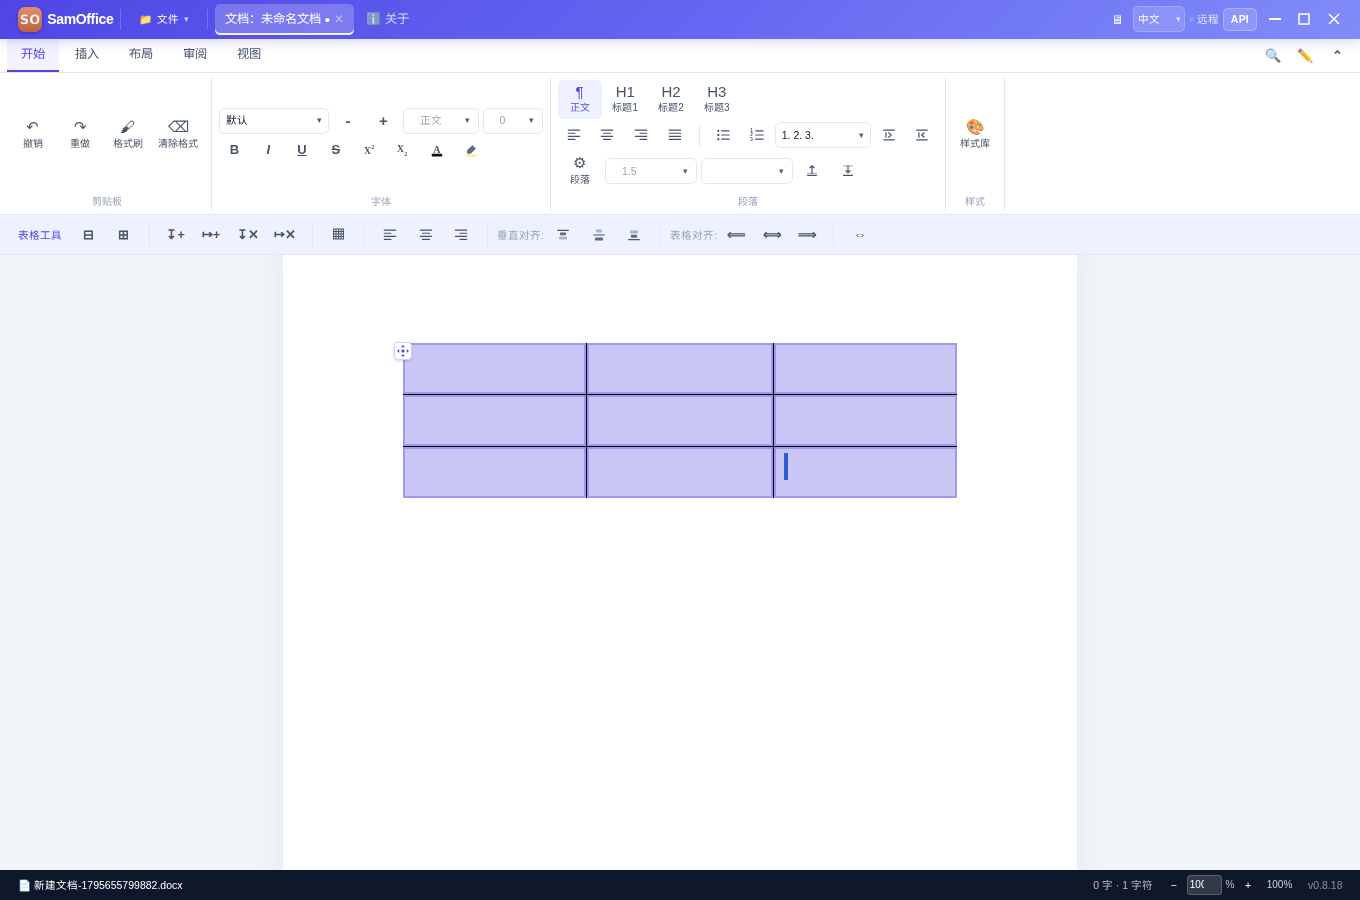 SO SamOffice 文件 文档: 未命名文档 ● 关于 中文 远程 API
开始 插入 布局 审阅 视图
撤销 重做 格式刷 清除格式
剪贴板
默认 - + 正文 0
B I U S X² X₂ A
字体
¶ H1 H2 H3
正文 标题1 标题2 标题3
1. 2. 3.
段落 1.5
段落
样式库
样式
表格工具 垂直对齐: 表格对齐:
新建文档-1795655799882.docx 0 字 · 1 字符 − 100 % + 100% v0.8.18